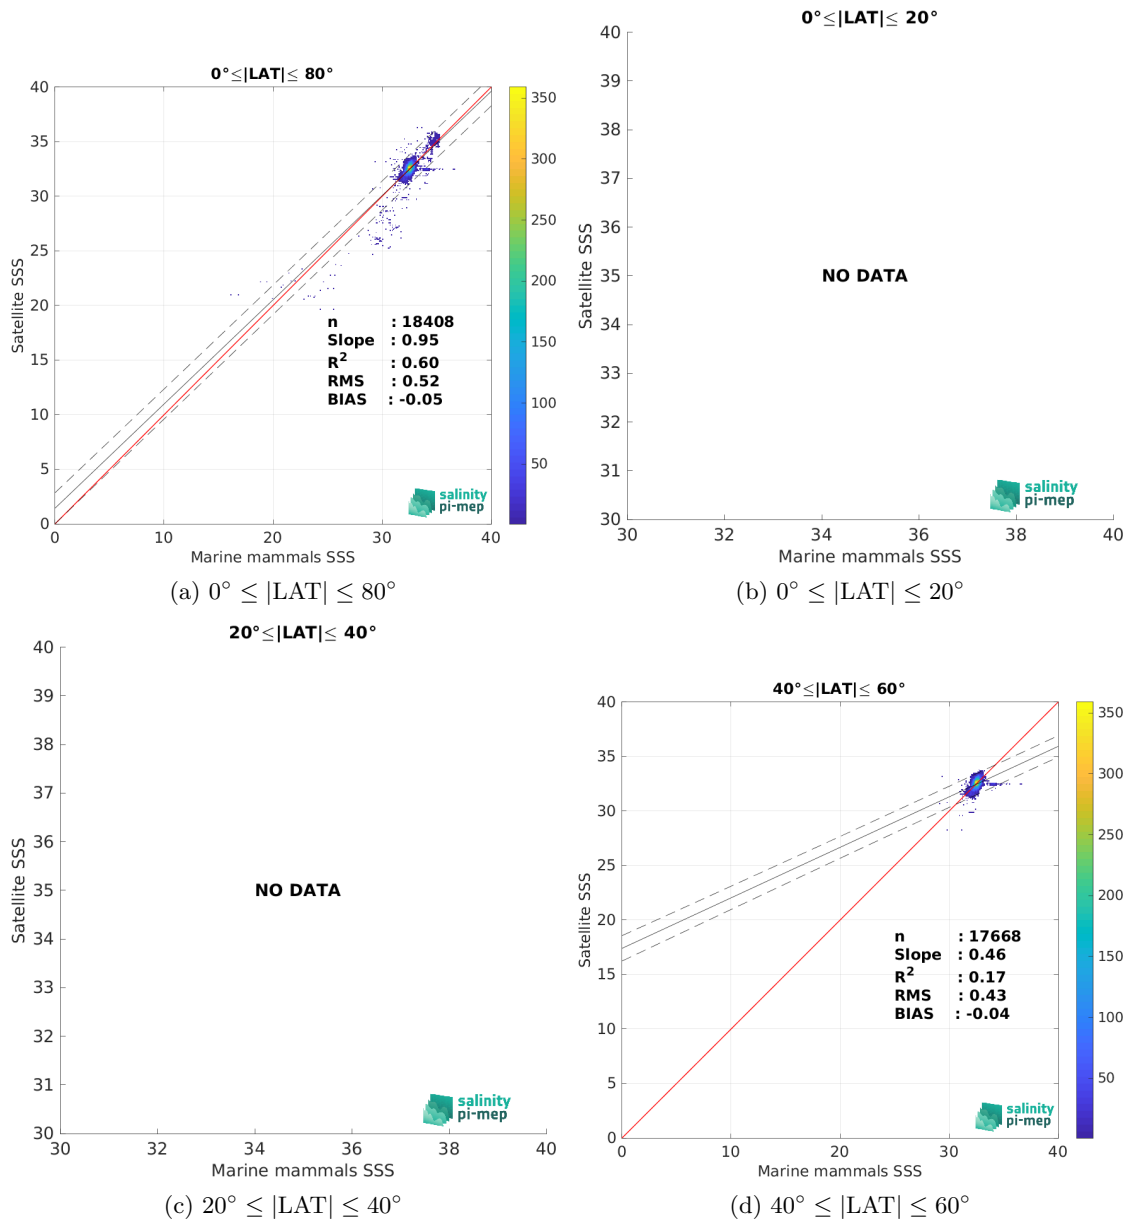 0°≤|LAT|≤ 80°
Satellite SSS
40
35
30
25
20
15
10
5
0
0 10 20 30 40
Marine mammals SSS
n : 18408
Slope : 0.95
R² : 0.60
RMS : 0.52
BIAS : -0.05
350
300
250
200
150
100
50
salinity
pi-mep
(a) 0° ≤ |LAT| ≤ 80°
0°≤|LAT|≤ 20°
Satellite SSS
40
39
38
37
36
35
34
33
32
31
30
30 32 34 36 38 40
Marine mammals SSS
NO DATA
salinity
pi-mep
(b) 0° ≤ |LAT| ≤ 20°
20°≤|LAT|≤ 40°
Satellite SSS
40
39
38
37
36
35
34
33
32
31
30
30 32 34 36 38 40
Marine mammals SSS
NO DATA
salinity
pi-mep
(c) 20° ≤ |LAT| ≤ 40°
40°≤|LAT|≤ 60°
Satellite SSS
40
35
30
25
20
15
10
5
0
0 10 20 30 40
Marine mammals SSS
n : 17668
Slope : 0.46
R² : 0.17
RMS : 0.43
BIAS : -0.04
350
300
250
200
150
100
50
salinity
pi-mep
(d) 40° ≤ |LAT| ≤ 60°